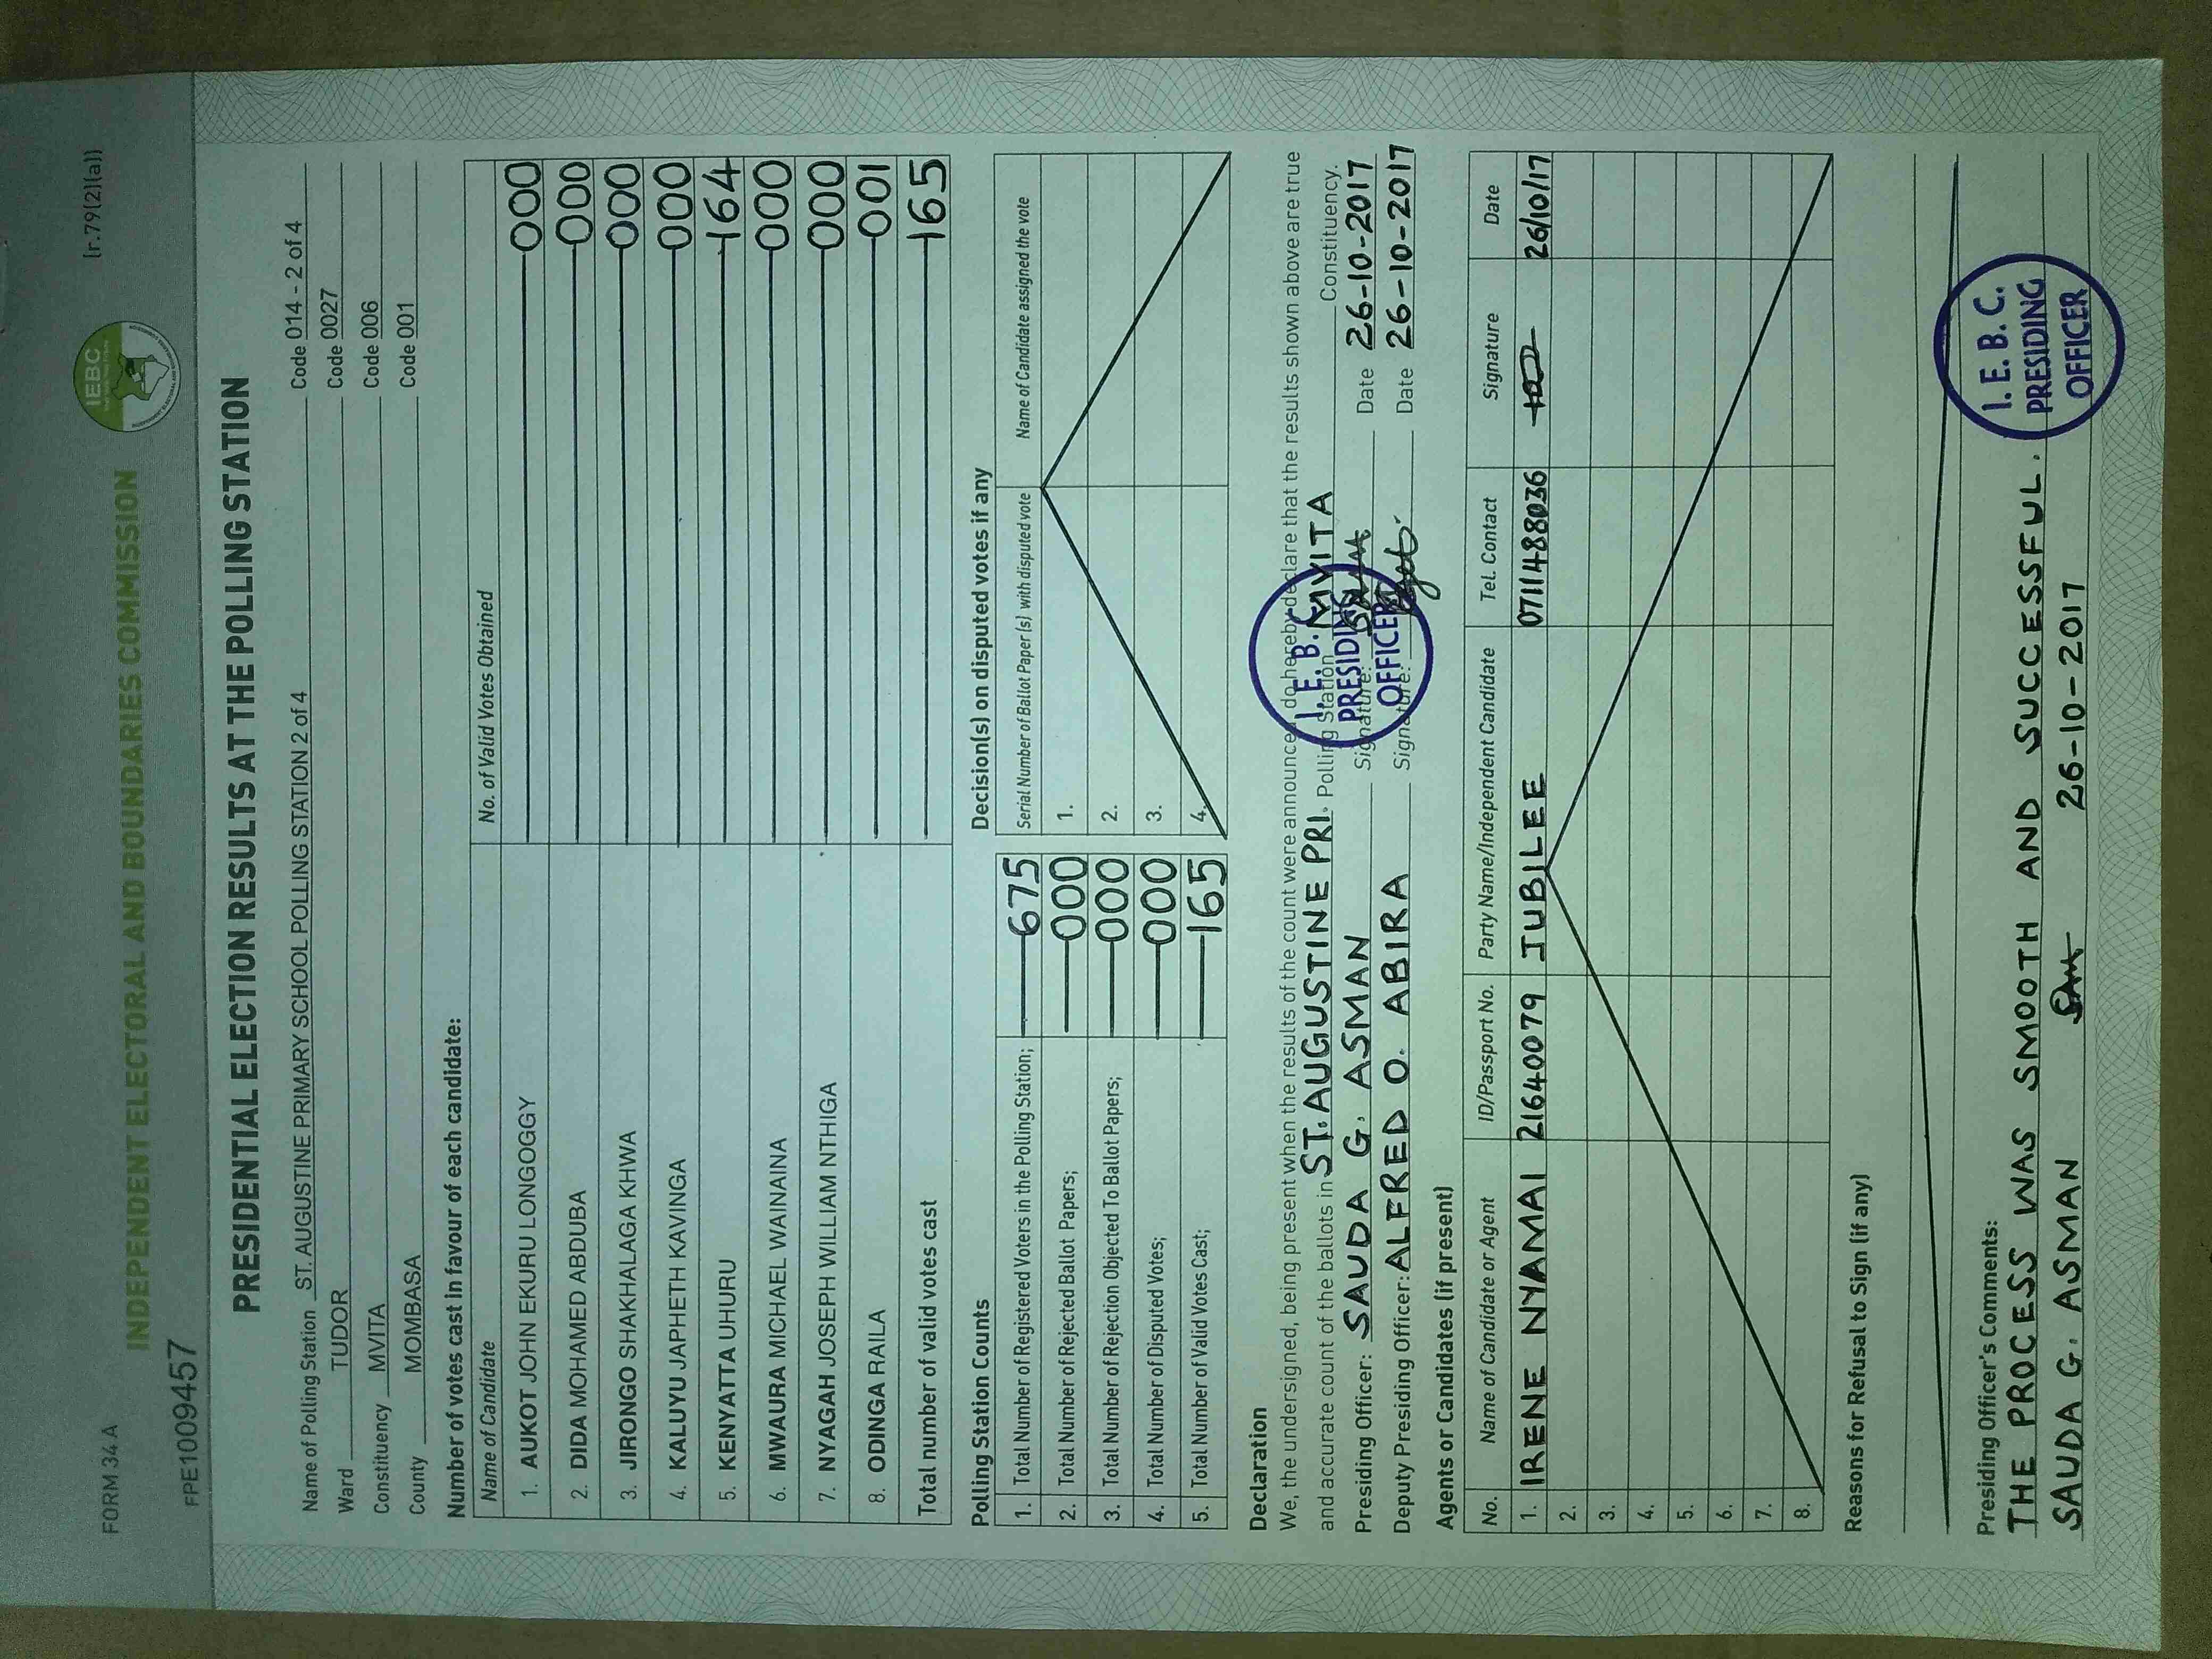 FORM 34 A
[r.79(2)(a)]
IEBC
INDEPENDENT ELECTORAL AND BOUNDARIES COMMISSION
FPE1009457
PRESIDENTIAL ELECTION RESULTS AT THE POLLING STATION
Name of Polling Station ST. AUGUSTINE PRIMARY SCHOOL POLLING STATION 2 of 4 Code 014 - 2 of 4
Ward TUDOR Code 0027
Constituency MVITA Code 006
County MOMBASA Code 001
Number of votes cast in favour of each candidate:
Name of Candidate No. of Valid Votes Obtained
1. AUKOT JOHN EKURU LONGOGGY 000
2. DIDA MOHAMED ABDUBA 000
3. JIRONGO SHAKHALAGA KHWA 000
4. KALUYU JAPHETH KAVINGA 000
5. KENYATTA UHURU 164
6. MWAURA MICHAEL WAINAINA 000
7. NYAGAH JOSEPH WILLIAM NTHIGA 000
8. ODINGA RAILA 001
Total number of valid votes cast 165
Polling Station Counts
1. Total Number of Registered Voters in the Polling Station; 675
2. Total Number of Rejected Ballot Papers; 000
3. Total Number of Rejection Objected To Ballot Papers; 000
4. Total Number of Disputed Votes; 000
5. Total Number of Valid Votes Cast; 165
Decision(s) on disputed votes if any
Serial Number of Ballot Paper (s) with disputed vote Name of Candidate assigned the vote
1.
2.
3.
4.
Declaration
We, the undersigned, being present when the results of the count were announced, do hereby declare that the results shown above are true
and accurate count of the ballots in ST. AUGUSTINE PRI. Polling Station MVITA Constituency.
Presiding Officer: SAUDA G. ASMAN Signature: Date 26-10-2017
Deputy Presiding Officer: ALFRED O. ABIRA Signature: Date 26-10-2017
I. E. B. C.
PRESIDING
OFFICER
Agents or Candidates (if present)
No. Name of Candidate or Agent ID/Passport No. Party Name/Independent Candidate Tel. Contact Signature Date
1. IRENE NYAMAI 21640079 JUBILEE 0711488036 26/10/17
2.
3.
4.
5.
6.
7.
8.
Reasons for Refusal to Sign (if any)
Presiding Officer's Comments:
THE PROCESS WAS SMOOTH AND SUCCESSFUL.
SAUDA G. ASMAN 26-10-2017
I. E. B. C.
PRESIDING
OFFICER